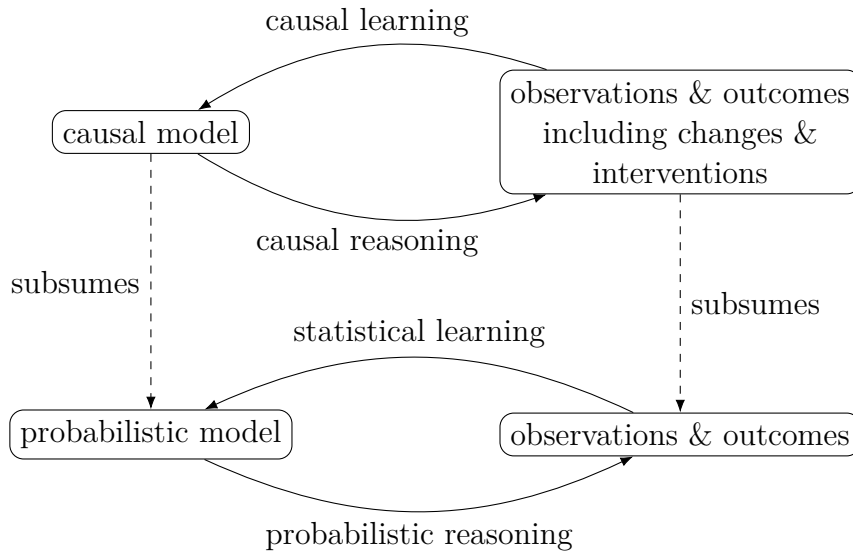 causal learning
causal model
observations & outcomes
including changes &
interventions
causal reasoning
subsumes
subsumes
statistical learning
probabilistic model
observations & outcomes
probabilistic reasoning